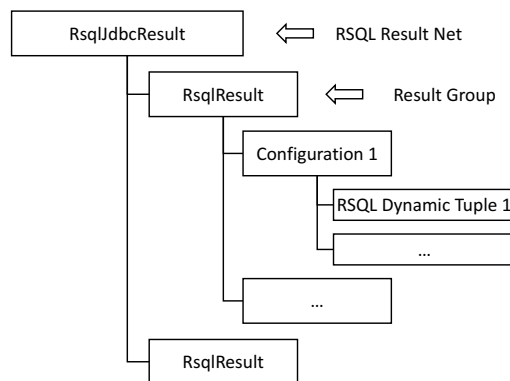 RsqlJdbcResult
RSQL Result Net
RsqlResult
Result Group
Configuration 1
RSQL Dynamic Tuple 1
...
...
RsqlResult